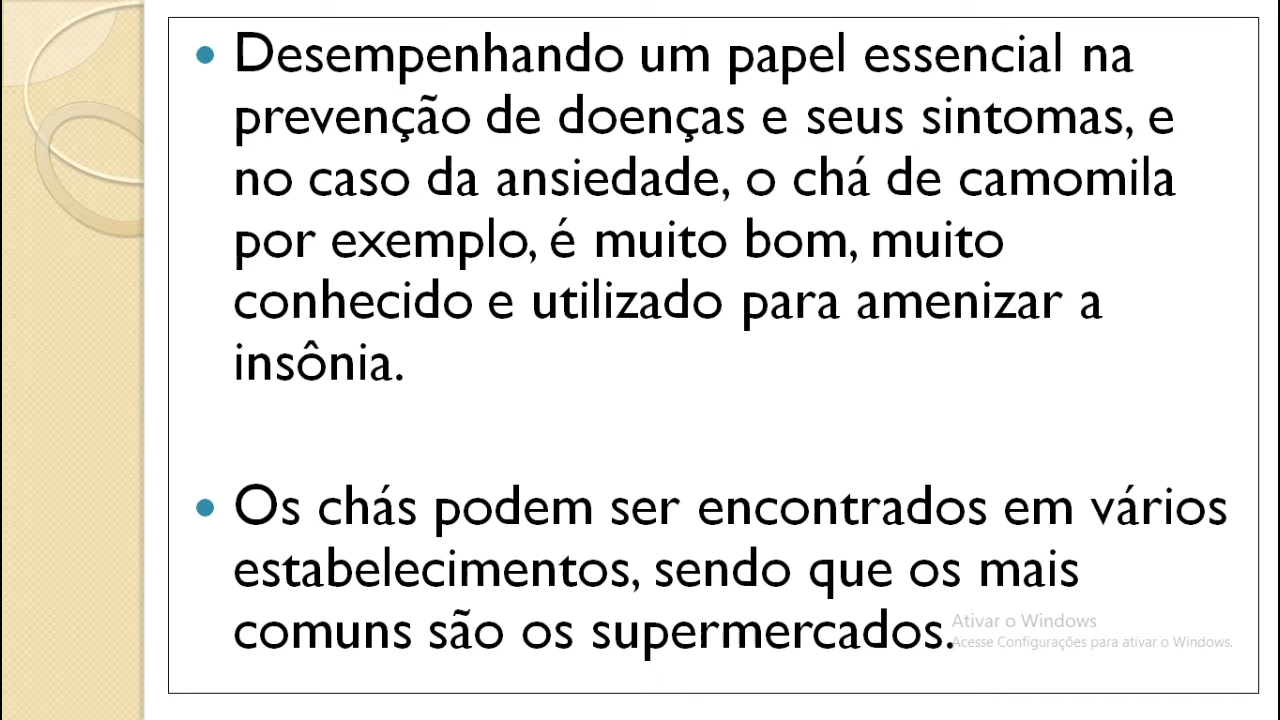 • Desempenhando um papel essencial na
prevenção de doenças e seus sintomas, e
no caso da ansiedade, o chá de camomila
por exemplo, é muito bom, muito
conhecido e utilizado para amenizar a
insônia.
• Os chás podem ser encontrados em vários
estabelecimentos, sendo que os mais
comuns são os supermercados.
Ativar o Windows
Acesse Configurações para ativar o Windows.